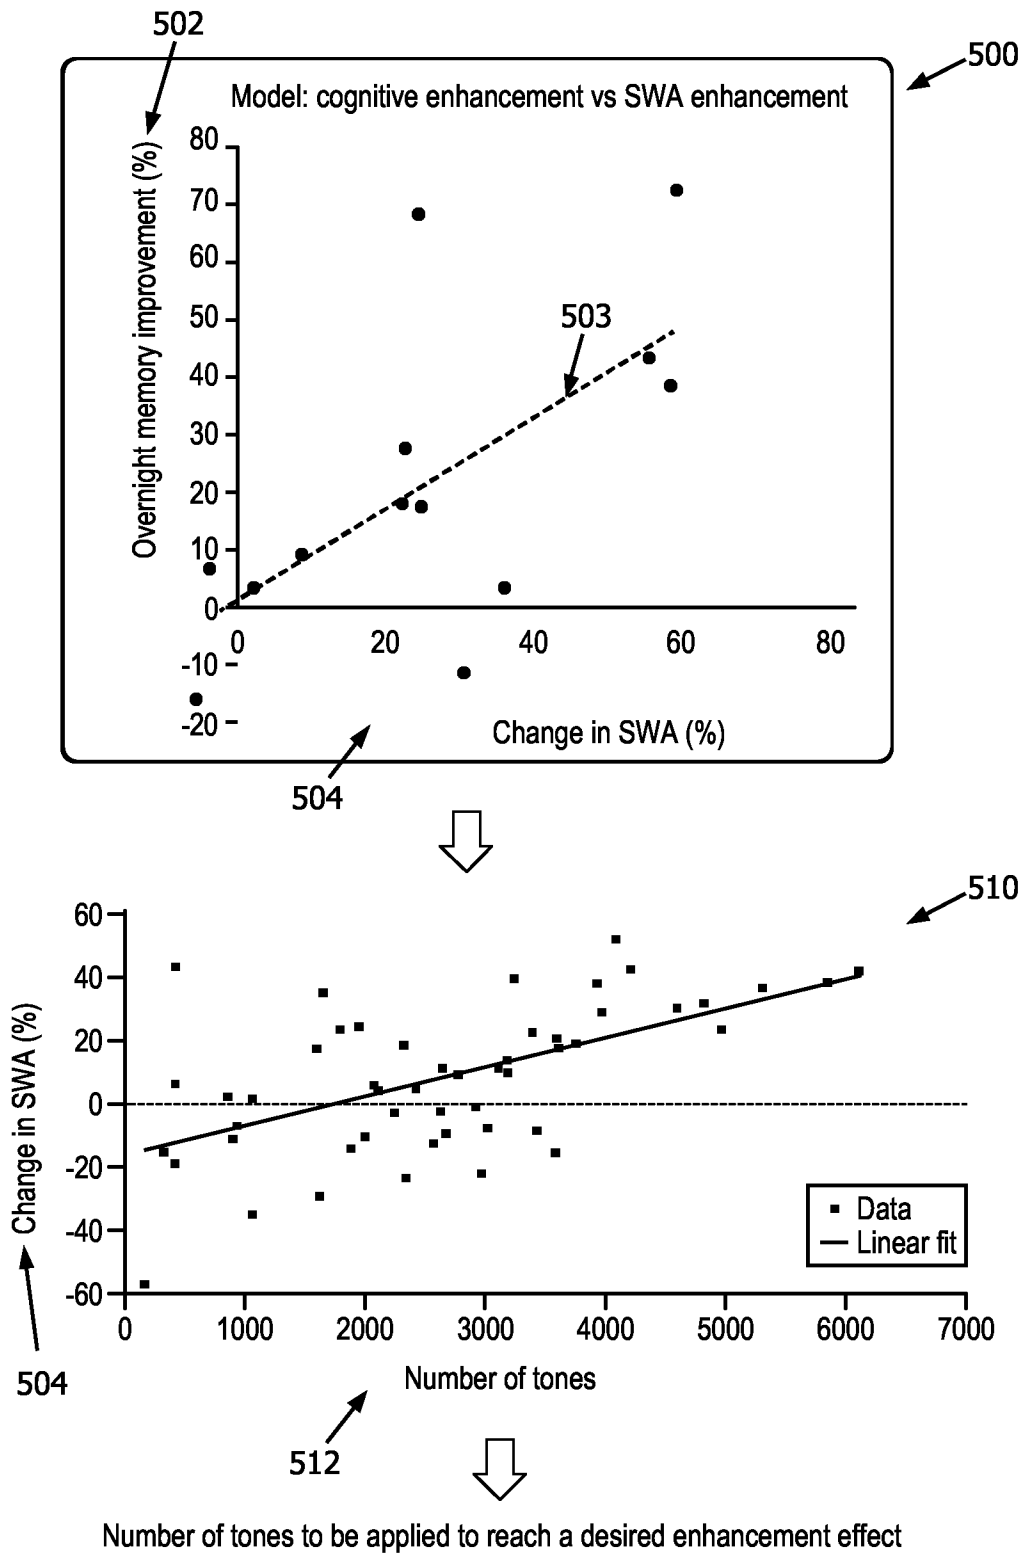 502
500
Model: cognitive enhancement vs SWA enhancement
Overnight memory improvement (%)
80
70
60
50
40
30
20
10
0
-10
-20
503
0 20 40 60 80
Change in SWA (%)
504
510
Change in SWA (%)
60
40
20
0
-20
-40
-60
Data
Linear fit
0 1000 2000 3000 4000 5000 6000 7000
504
Number of tones
512
Number of tones to be applied to reach a desired enhancement effect